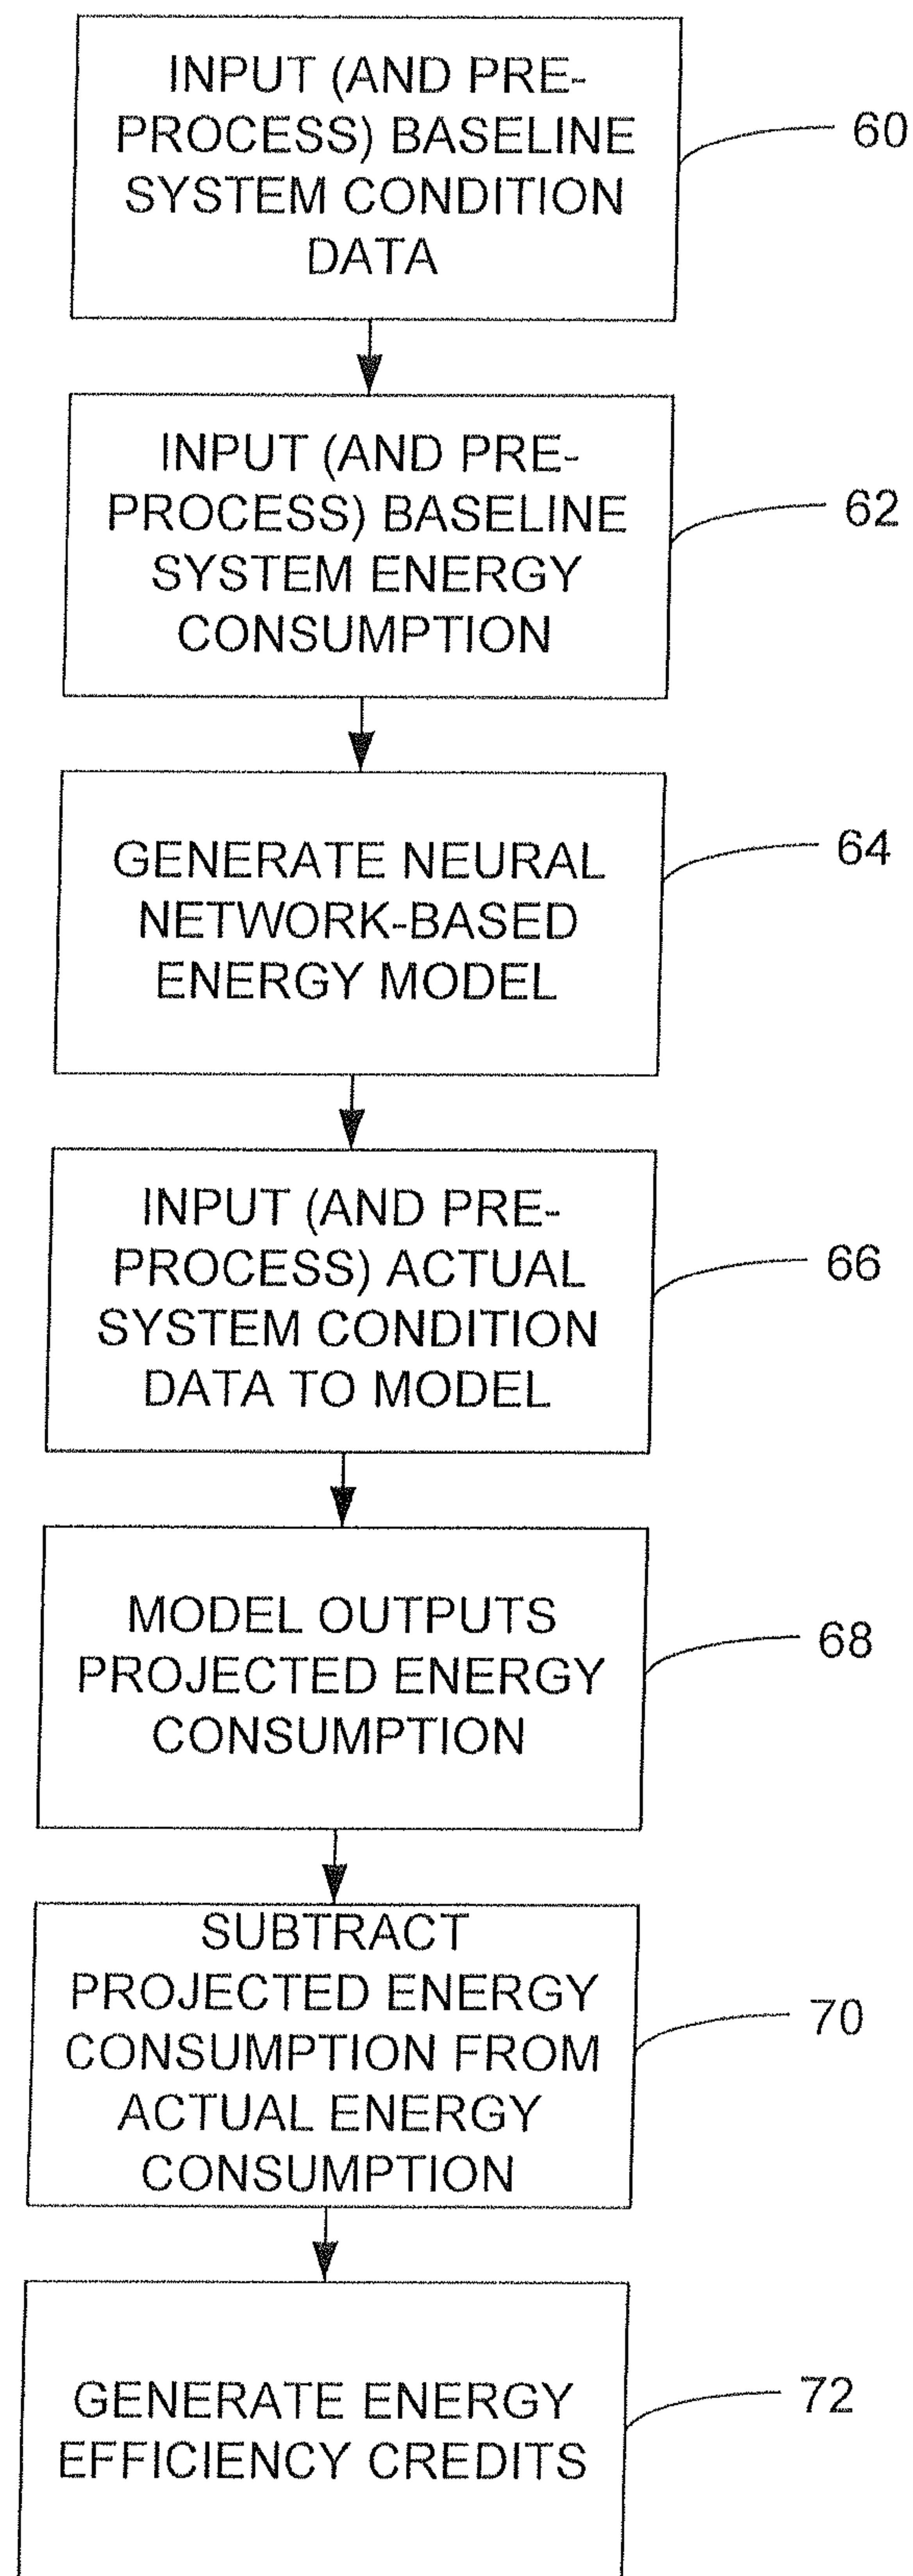 INPUT (AND PRE-
PROCESS) BASELINE
SYSTEM CONDITION
DATA
60
INPUT (AND PRE-
PROCESS) BASELINE
SYSTEM ENERGY
CONSUMPTION
62
GENERATE NEURAL
NETWORK-BASED
ENERGY MODEL
64
INPUT (AND PRE-
PROCESS) ACTUAL
SYSTEM CONDITION
DATA TO MODEL
66
MODEL OUTPUTS
PROJECTED ENERGY
CONSUMPTION
68
SUBTRACT
PROJECTED ENERGY
CONSUMPTION FROM
ACTUAL ENERGY
CONSUMPTION
70
GENERATE ENERGY
EFFICIENCY CREDITS
72